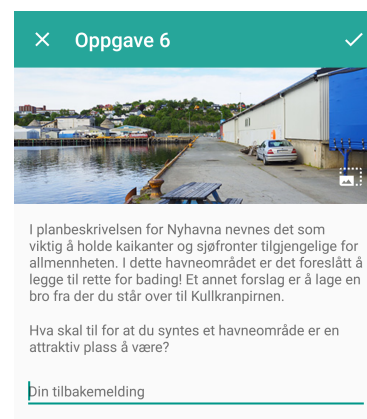 Oppgave 6
I planbeskrivelsen for Nyhavna nevnes det som
viktig å holde kaikanter og sjøfronter tilgjengelige for
allmennheten. I dette havneområdet er det foreslått å
legge til rette for bading! Et annet forslag er å lage en
bro fra der du står over til Kullkranpirnen.
Hva skal til for at du syntes et havneområde er en
attraktiv plass å være?
Din tilbakemelding